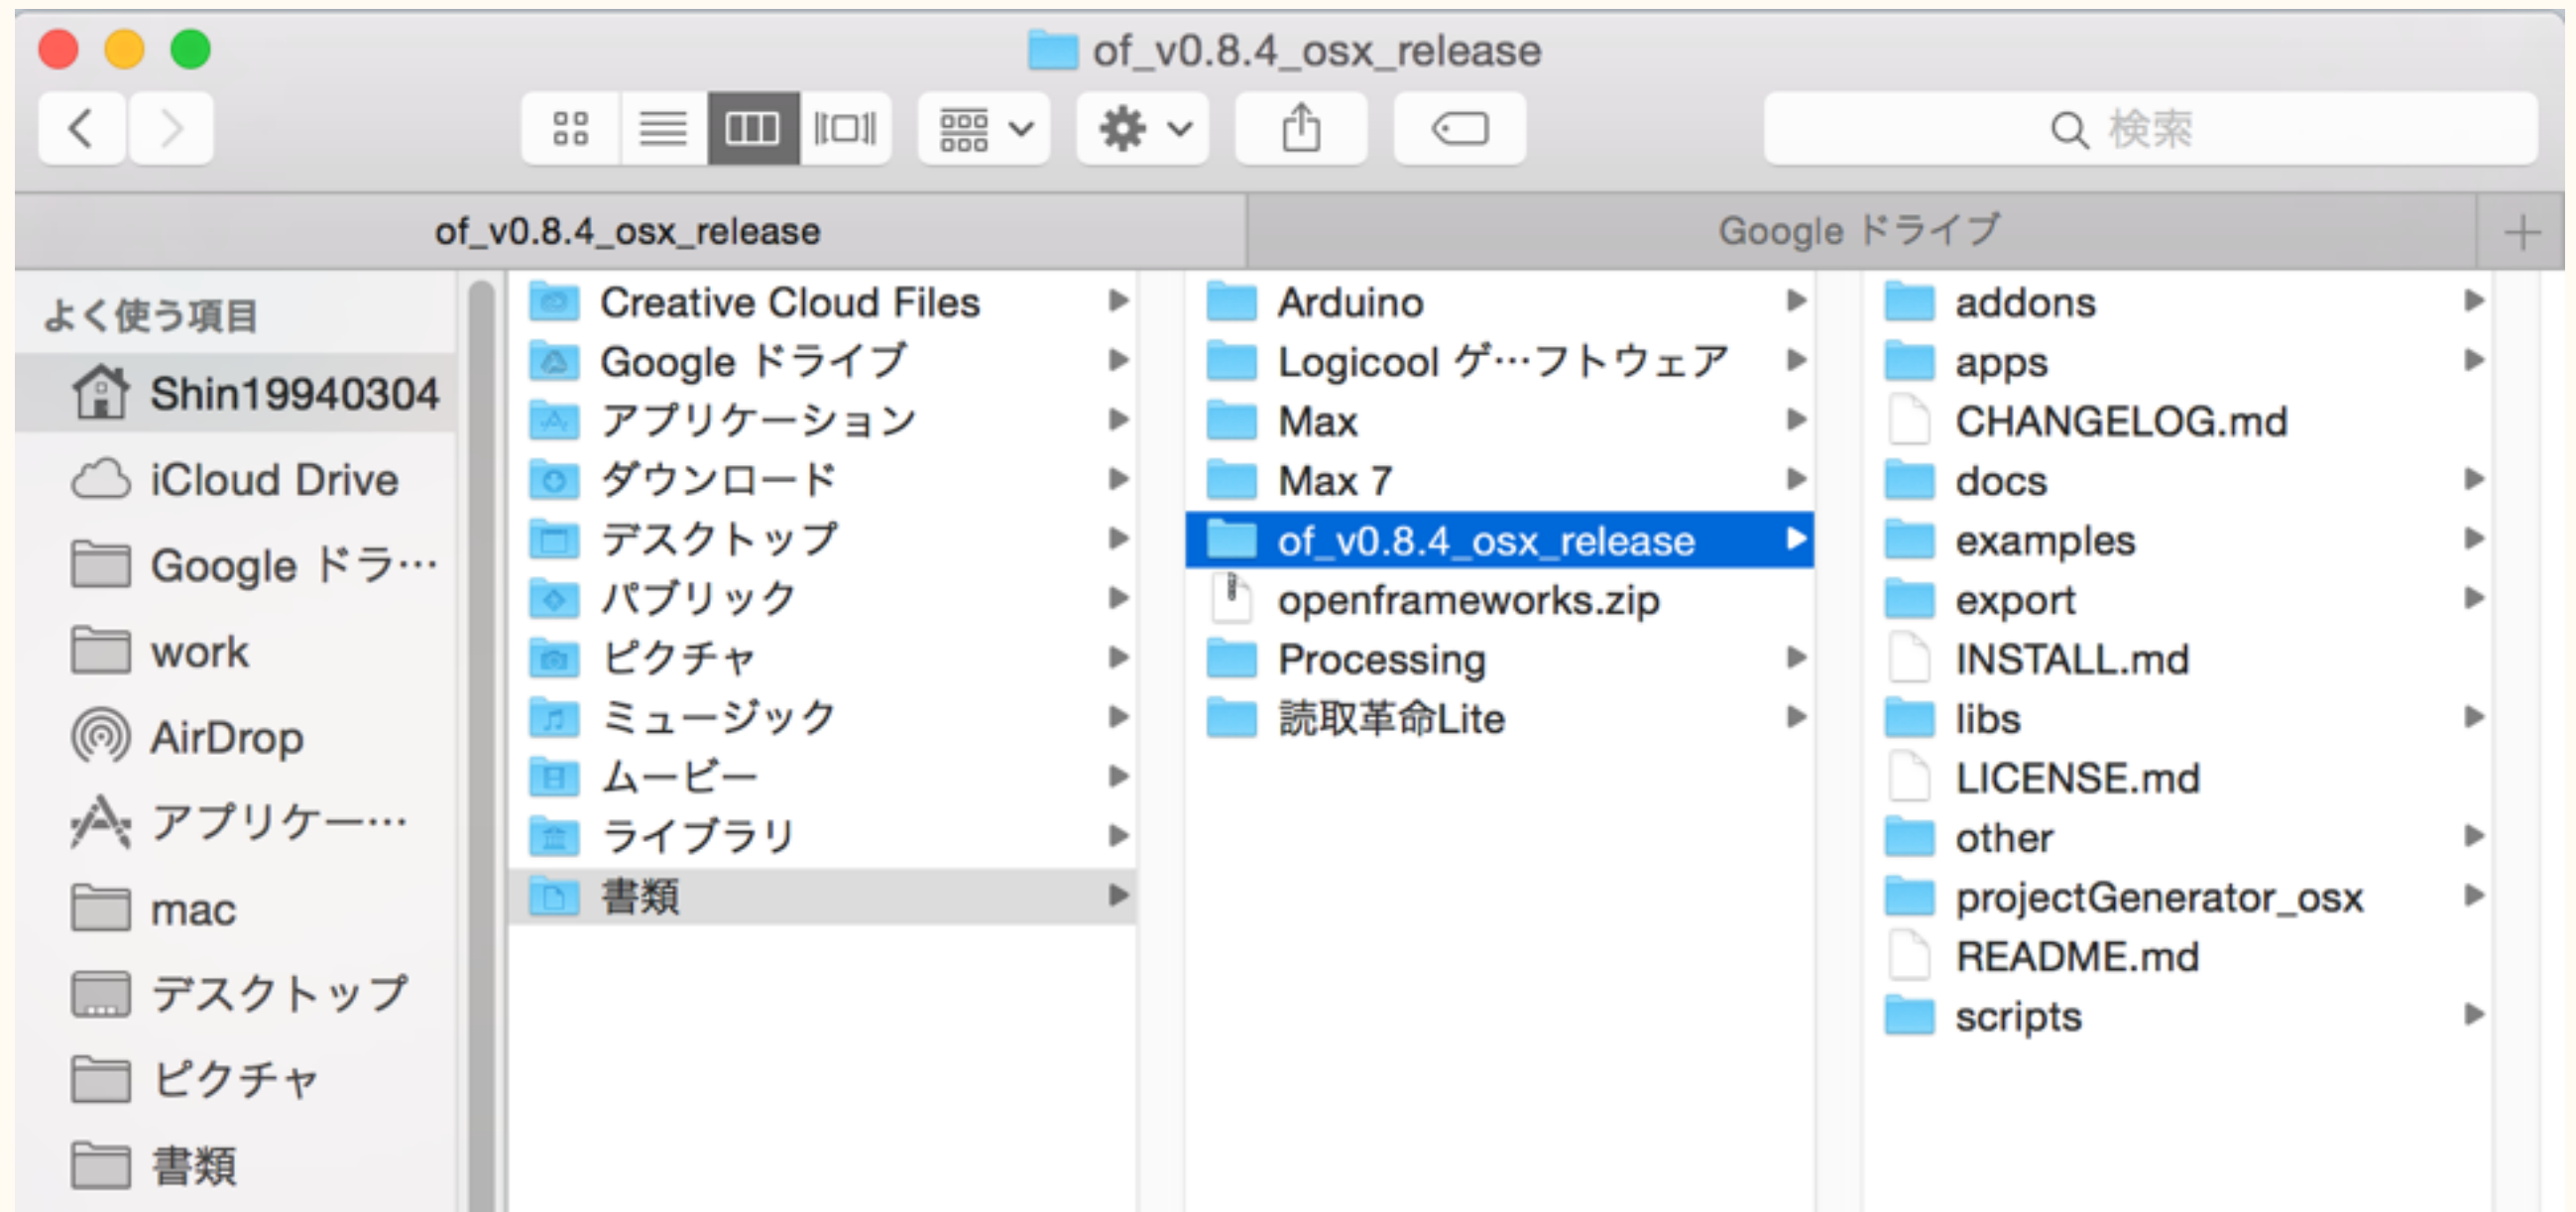 of_v0.8.4_osx_release
検索
of_v0.8.4_osx_release
Google ドライブ
よく使う項目
Shin19940304
iCloud Drive
Google ドラ…
work
AirDrop
アプリケー…
mac
デスクトップ
ピクチャ
書類
Creative Cloud Files
Google ドライブ
アプリケーション
ダウンロード
デスクトップ
パブリック
ピクチャ
ミュージック
ムービー
ライブラリ
書類
Arduino
Logicool ゲ…フトウェア
Max
Max 7
of_v0.8.4_osx_release
openframeworks.zip
Processing
読取革命Lite
addons
apps
CHANGELOG.md
docs
examples
export
INSTALL.md
libs
LICENSE.md
other
projectGenerator_osx
README.md
scripts